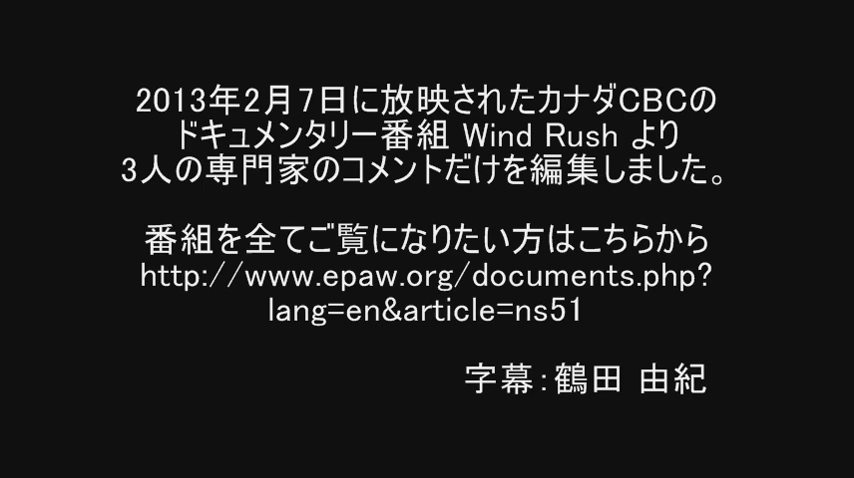 2013年2月7日に放映されたカナダCBCの
ドキュメンタリー番組 Wind Rush より
3人の専門家のコメントだけを編集しました。
番組を全てご覧になりたい方はこちらから
http://www.epaw.org/documents.php?
lang=en&article=ns51
字幕：鶴田 由紀